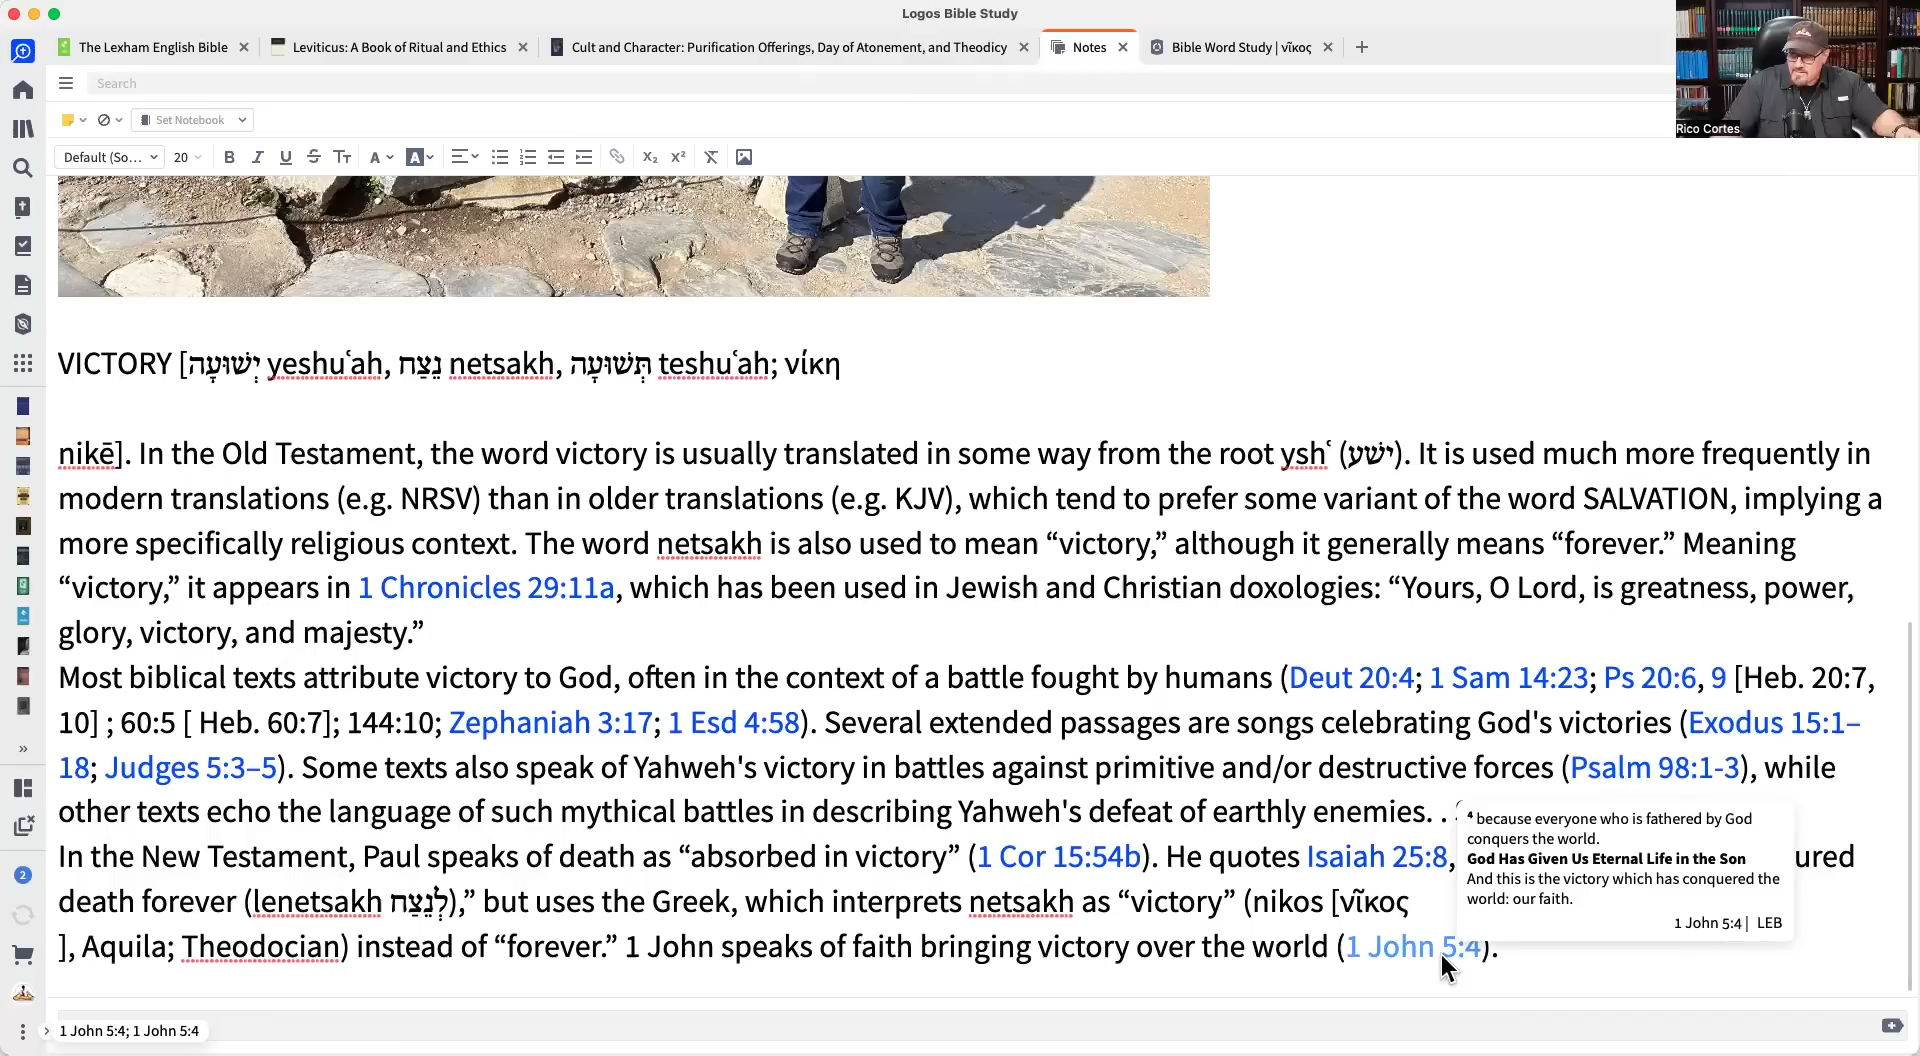 Logos Bible Study
The Lexham English Bible
Leviticus: A Book of Ritual and Ethics
Cult and Character: Purification Offerings, Day of Atonement, and Theodicy
Notes
Bible Word Study | νῖκος
Search
Set Notebook
Rico Cortes
Default (So...
20
VICTORY [יְשׁוּעָה yeshuʿah, נֵצַח netsakh, תְּשׁוּעָה teshuʿah; νίκη
nikē]. In the Old Testament, the word victory is usually translated in some way from the root yshʿ (ישׁע). It is used much more frequently in
modern translations (e.g. NRSV) than in older translations (e.g. KJV), which tend to prefer some variant of the word SALVATION, implying a
more specifically religious context. The word netsakh is also used to mean “victory,” although it generally means “forever.” Meaning
“victory,” it appears in 1 Chronicles 29:11a, which has been used in Jewish and Christian doxologies: “Yours, O Lord, is greatness, power,
glory, victory, and majesty.”
Most biblical texts attribute victory to God, often in the context of a battle fought by humans (Deut 20:4; 1 Sam 14:23; Ps 20:6, 9 [Heb. 20:7,
10] ; 60:5 [ Heb. 60:7]; 144:10; Zephaniah 3:17; 1 Esd 4:58). Several extended passages are songs celebrating God's victories (Exodus 15:1–
18; Judges 5:3–5). Some texts also speak of Yahweh's victory in battles against primitive and/or destructive forces (Psalm 98:1-3), while
other texts echo the language of such mythical battles in describing Yahweh's defeat of earthly enemies. . .
In the New Testament, Paul speaks of death as “absorbed in victory” (1 Cor 15:54b). He quotes Isaiah 25:8, ured
death forever (lenetsakh לְנֵצַח),” but uses the Greek, which interprets netsakh as “victory” (nikos [νῖκος
], Aquila; Theodocian) instead of “forever.” 1 John speaks of faith bringing victory over the world (1 John 5:4).
4 because everyone who is fathered by God
conquers the world.
God Has Given Us Eternal Life in the Son
And this is the victory which has conquered the
world: our faith.
1 John 5:4 | LEB
2
1 John 5:4; 1 John 5:4